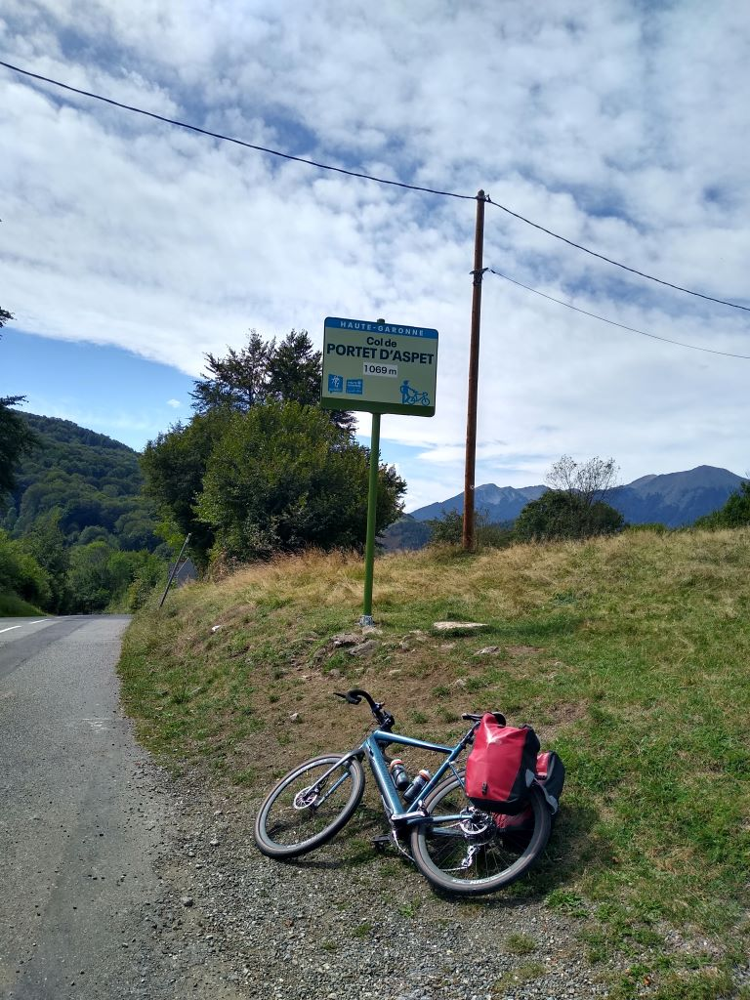 HAUTE-GARONNE
Col de
PORTET D'ASPET
1069 m